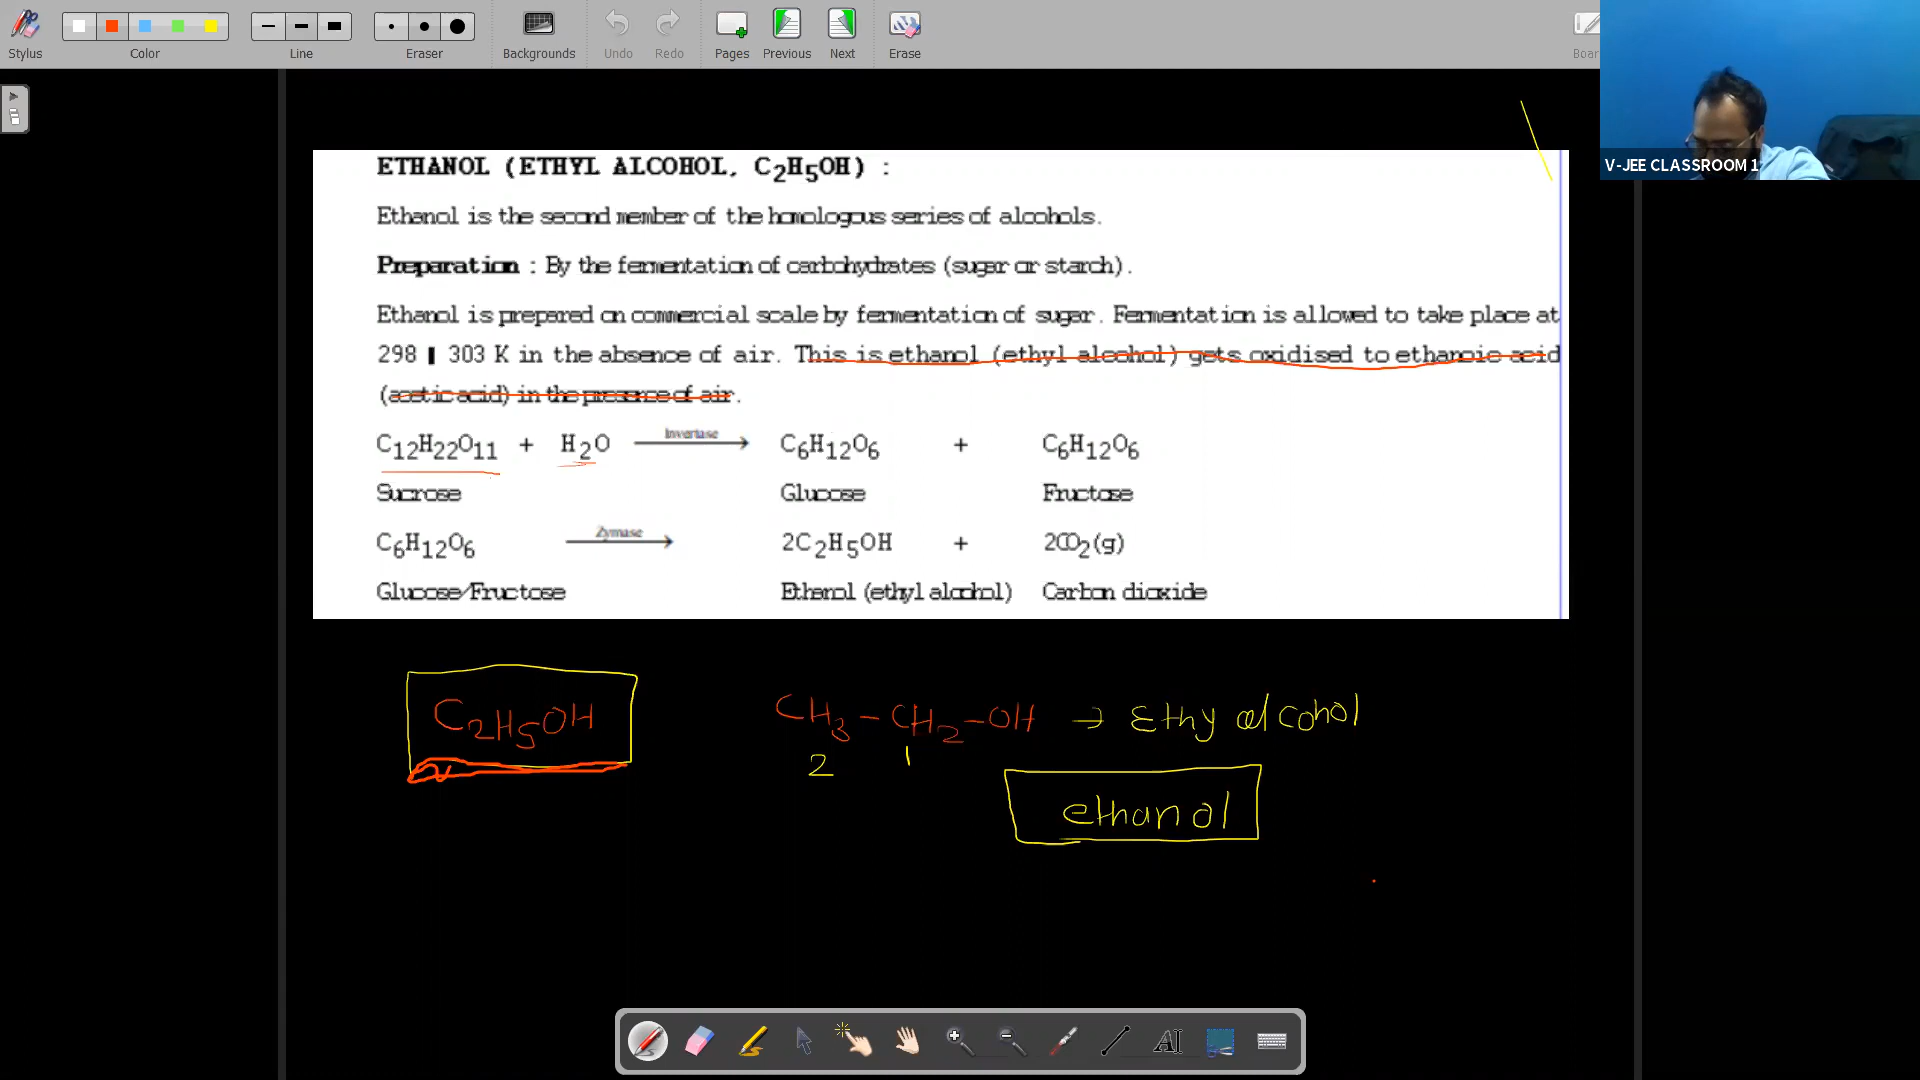 Stylus Color Line Eraser Backgrounds Undo Redo Pages Previous Next Erase
V-JEE CLASSROOM 1
ETHANOL (ETHYL ALCOHOL, C2H5OH) :
Ethanol is the second member of the homologous series of alcohols.
Preparation : By the fermentation of carbohydrates (sugar or starch).
Ethanol is prepared on commercial scale by fermentation of sugar. Fermentation is allowed to take place at
298 ▌ 303 K in the absence of air. This is ethanol (ethyl alcohol) gets oxidised to ethanoic acid
(acetic acid) in the presence of air.
C12H22O11 + H2O Invertase → C6H12O6 + C6H12O6
Sucrose Glucose Fructose
C6H12O6 Zymase → 2C2H5OH + 2CO2(g)
Glucose/Fructose Ethanol (ethyl alcohol) Carbon dioxide
C2H5OH CH3-CH2-OH → Ethy alcohol
2 1
ethanol